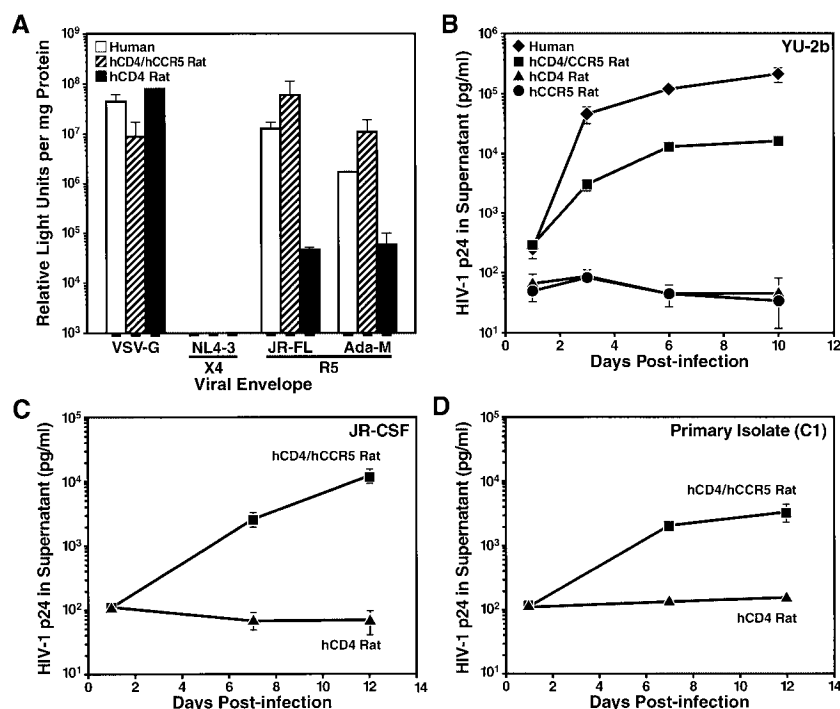 A
Relative Light Units per mg Protein
10⁹
10⁸
10⁷
10⁶
10⁵
10⁴
10³
Human
hCD4/hCCR5 Rat
hCD4 Rat
VSV-G NL4-3 JR-FL Ada-M
X4 R5
Viral Envelope
B
YU-2b
HIV-1 p24 in Supernatant (pg/ml)
10⁶
10⁵
10⁴
10³
10²
10¹
Human
hCD4/CCR5 Rat
hCD4 Rat
hCCR5 Rat
0 2 4 6 8 10 12
Days Post-infection
C
JR-CSF
HIV-1 p24 in Supernatant (pg/ml)
10⁵
10⁴
10³
10²
10¹
hCD4/hCCR5 Rat
hCD4 Rat
0 2 4 6 8 10 12 14
Days Post-infection
D
Primary Isolate (C1)
HIV-1 p24 in Supernatant (pg/ml)
10⁵
10⁴
10³
10²
10¹
hCD4/hCCR5 Rat
hCD4 Rat
0 2 4 6 8 10 12 14
Days Post-infection